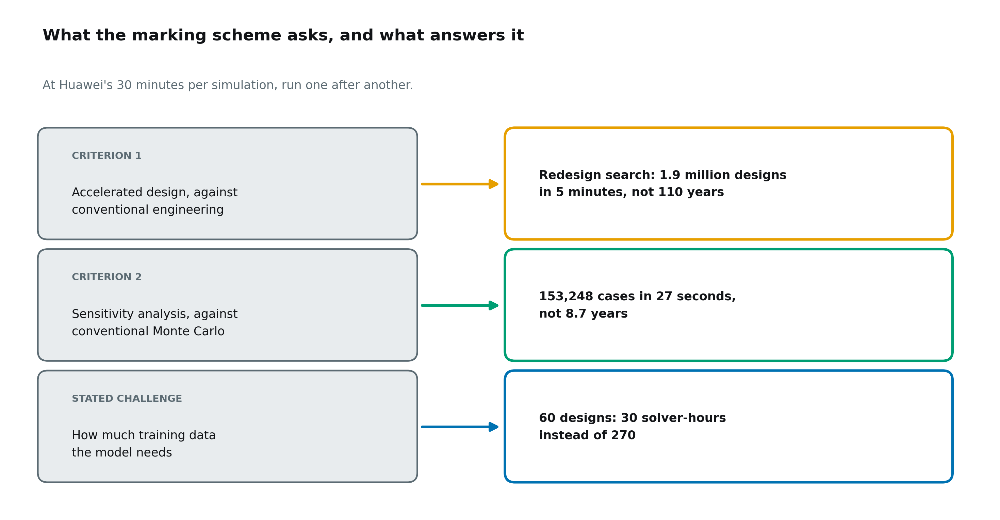 What the marking scheme asks, and what answers it
At Huawei's 30 minutes per simulation, run one after another.
CRITERION 1
Accelerated design, against
conventional engineering
Redesign search: 1.9 million designs
in 5 minutes, not 110 years
CRITERION 2
Sensitivity analysis, against
conventional Monte Carlo
153,248 cases in 27 seconds,
not 8.7 years
STATED CHALLENGE
How much training data
the model needs
60 designs: 30 solver-hours
instead of 270